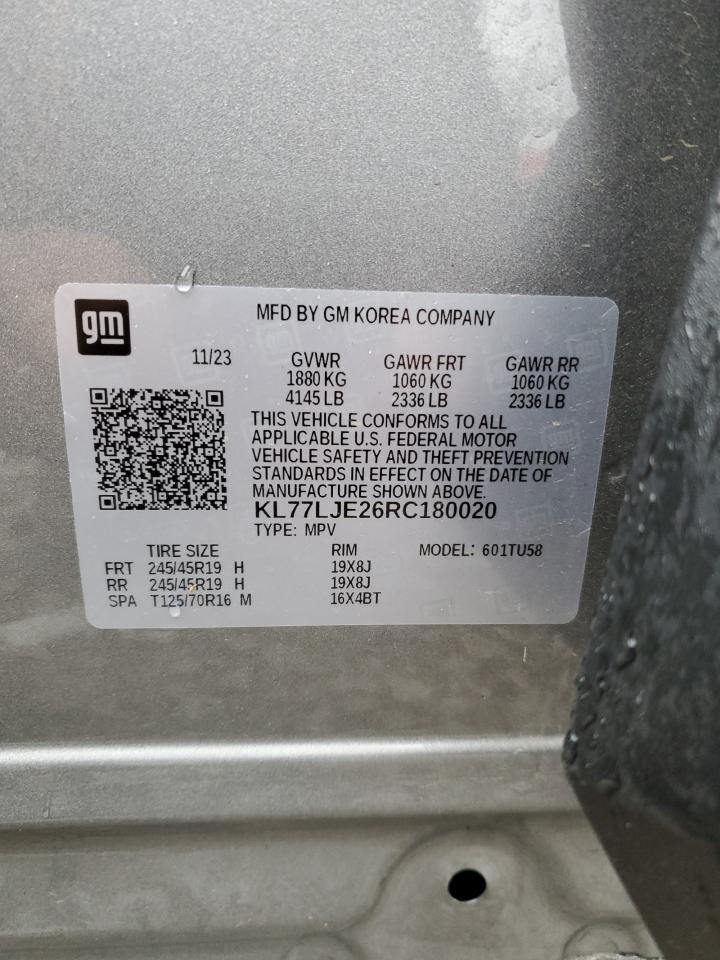 gm
MFD BY GM KOREA COMPANY
11/23 GVWR GAWR FRT GAWR RR
1880 KG 1060 KG 1060 KG
4145 LB 2336 LB 2336 LB
THIS VEHICLE CONFORMS TO ALL
APPLICABLE U.S. FEDERAL MOTOR
VEHICLE SAFETY AND THEFT PREVENTION
STANDARDS IN EFFECT ON THE DATE OF
MANUFACTURE SHOWN ABOVE.
KL77LJE26RC180020
TYPE: MPV
TIRE SIZE RIM MODEL: 601TU58
FRT 245/45R19 H 19X8J
RR 245/45R19 H 19X8J
SPA T125/70R16 M 16X4BT